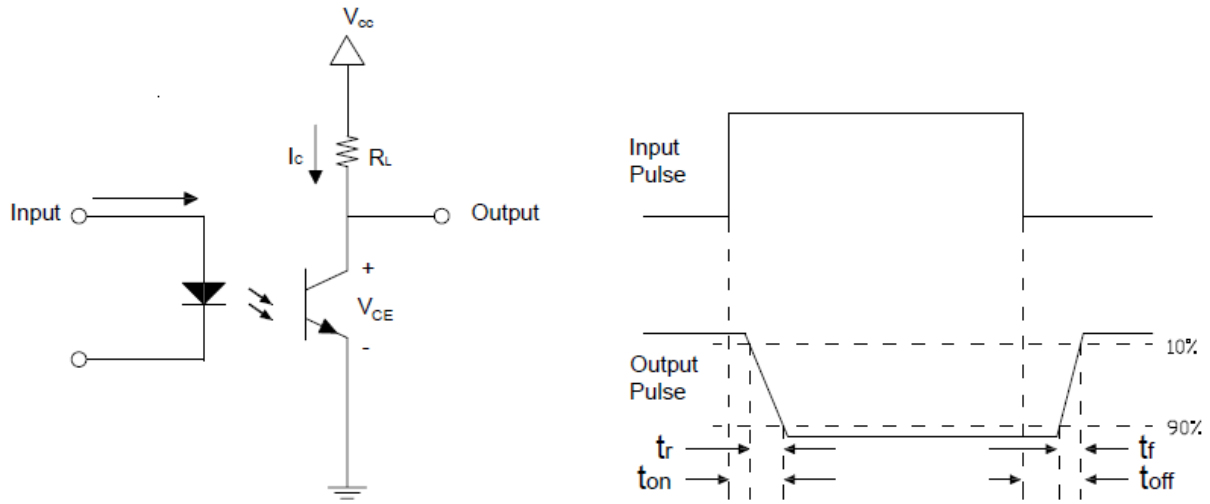 Vcc
Ic
RL
Input
Output
+
VCE
-
Input
Pulse
10%
Output
Pulse
90%
tr
tf
ton
toff